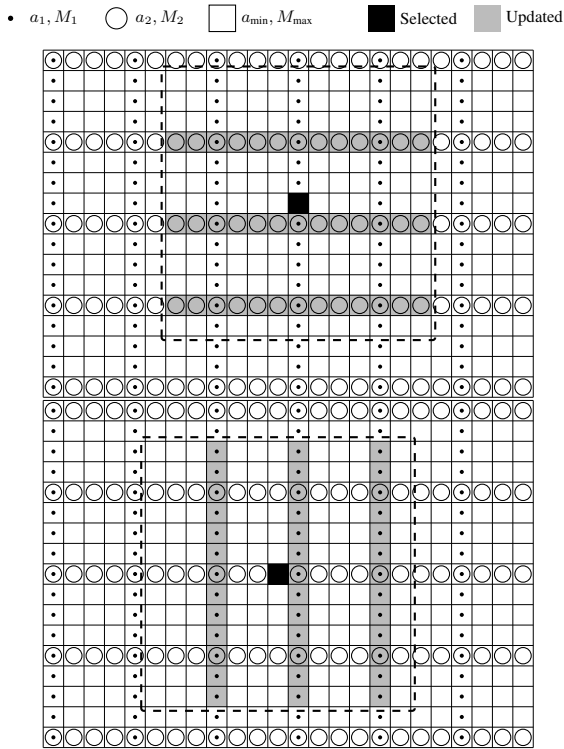 a₁, M₁ a₂, M₂ aₘᵢₙ, Mₘₐₓ Selected Updated